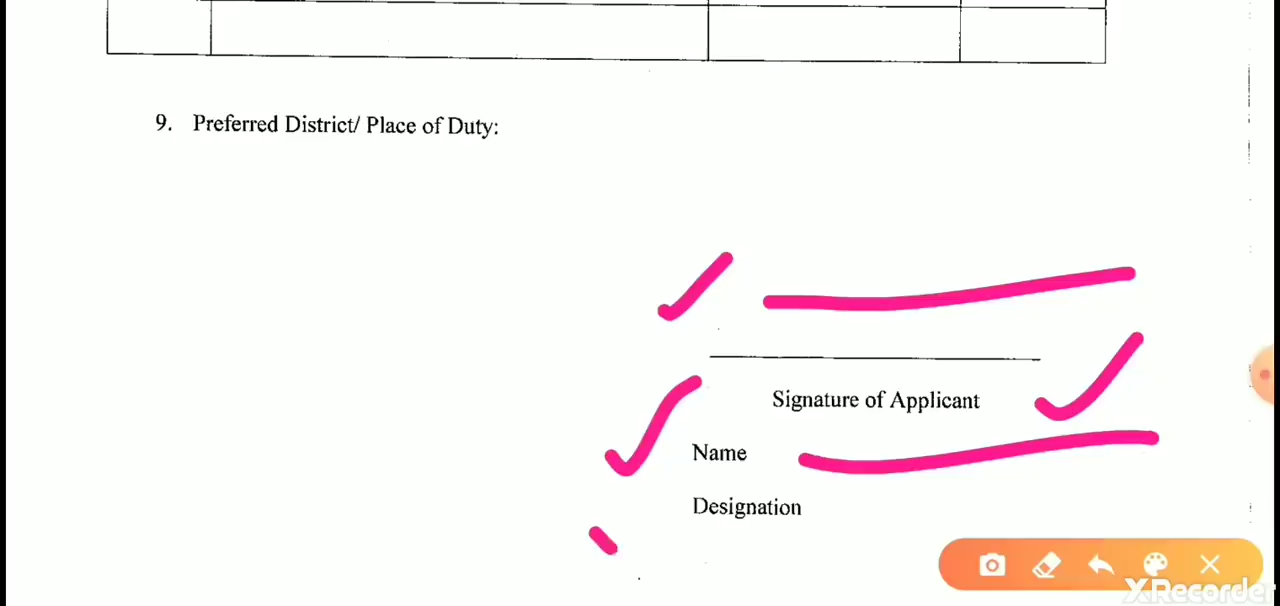 9. Preferred District/ Place of Duty:
Signature of Applicant
Name
Designation
XRecorder